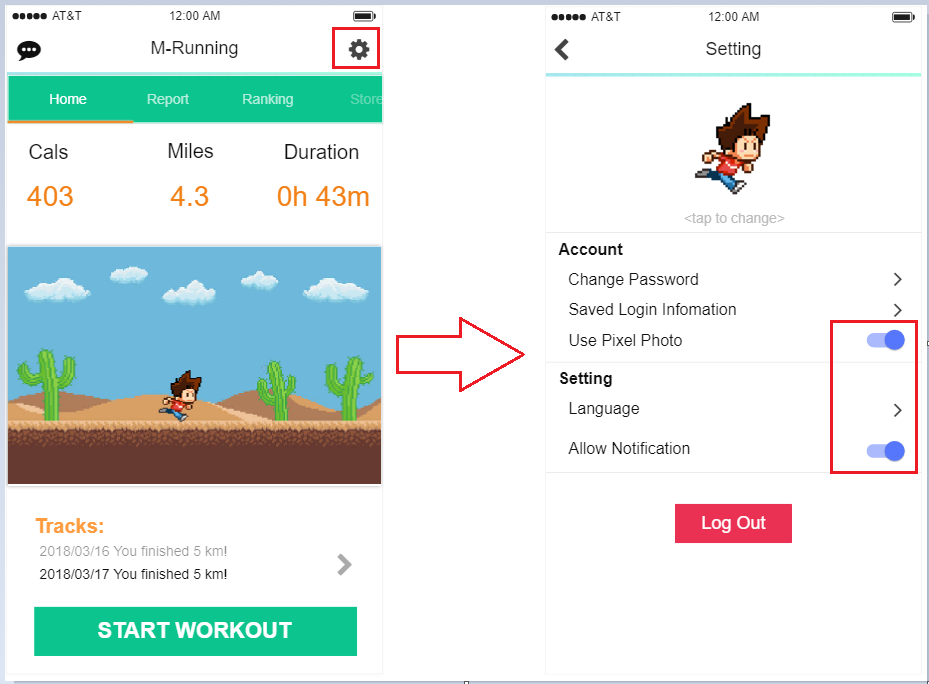 AT&T 12:00 AM
M-Running
Home Report Ranking Store
Cals Miles Duration
403 4.3 0h 43m
Tracks:
2018/03/16 You finished 5 km!
2018/03/17 You finished 5 km!
START WORKOUT
AT&T 12:00 AM
Setting
<tap to change>
Account
Change Password
Saved Login Infomation
Use Pixel Photo
Setting
Language
Allow Notification
Log Out